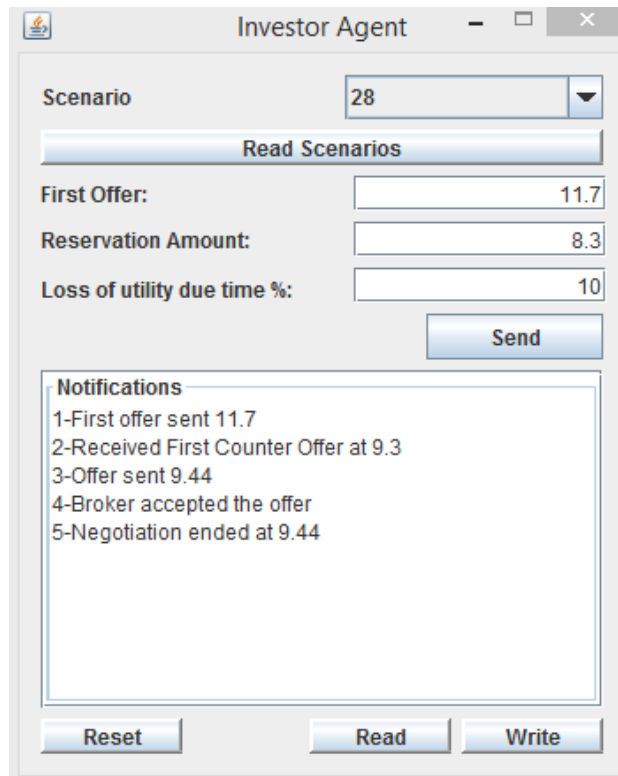 Investor Agent
Scenario 28
Read Scenarios
First Offer: 11.7
Reservation Amount: 8.3
Loss of utility due time %: 10
Send
Notifications
1-First offer sent 11.7
2-Received First Counter Offer at 9.3
3-Offer sent 9.44
4-Broker accepted the offer
5-Negotiation ended at 9.44
Reset Read Write